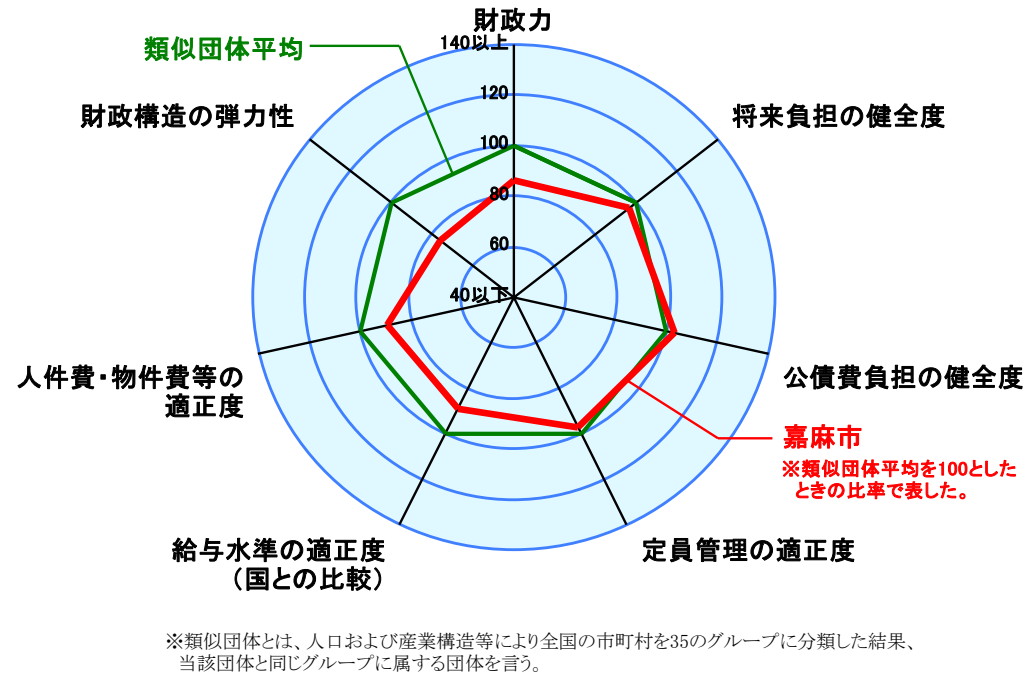 財政力
140以上
類似団体平均
120
財政構造の弾力性
将来負担の健全度
100
80
60
40以下
人件費・物件費等の
適正度
公債費負担の健全度
嘉麻市
※類似団体平均を100とした
ときの比率で表した。
給与水準の適正度
（国との比較）
定員管理の適正度
※類似団体とは、人口および産業構造等により全国の市町村を35のグループに分類した結果、
当該団体と同じグループに属する団体を言う。